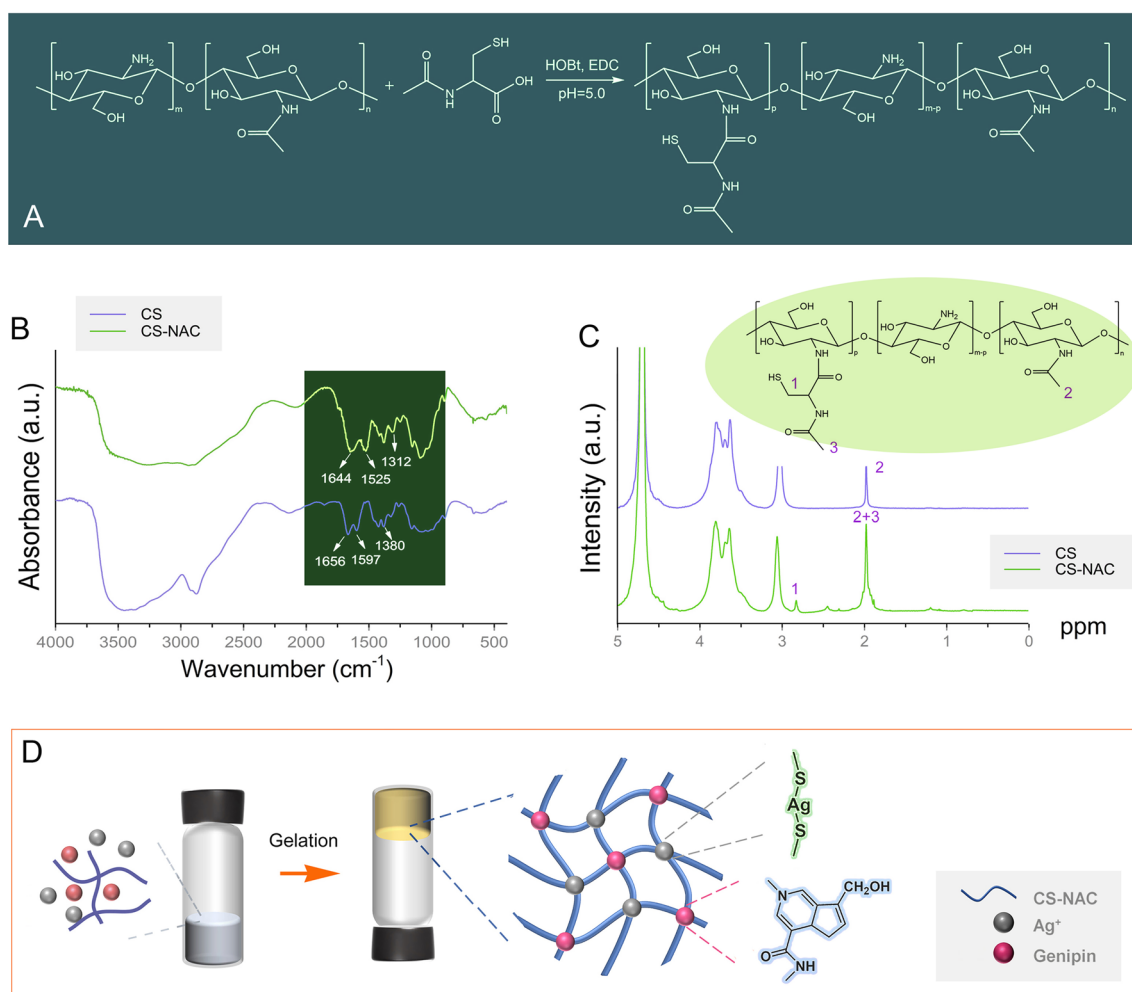 NH2
HO
O
O
OH
m
OH
O
HO
NH
O
O
n
+
SH
O
N
H
OH
O
HOBt, EDC
pH=5.0
OH
O
HO
NH
O
p
HS
O
NH
O
O
NH2
HO
O
OH
m-p
O
OH
O
HO
NH
O
O
n
A
B
CS
CS-NAC
Absorbance (a.u.)
1644
1525
1312
1656
1597
1380
4000 3500 3000 2500 2000 1500 1000 500
Wavenumber (cm-1)
C
OH
O
HO
NH
O
p
HS
1
O
NH
O
3
O
NH2
HO
O
OH
m-p
O
OH
O
HO
NH
O
2
O
n
Intensity (a.u.)
2
2+3
1
CS
CS-NAC
5 4 3 2 1 0
ppm
D
Gelation
S
Ag
S
N
CH2OH
O
NH
CS-NAC
Ag+
Genipin